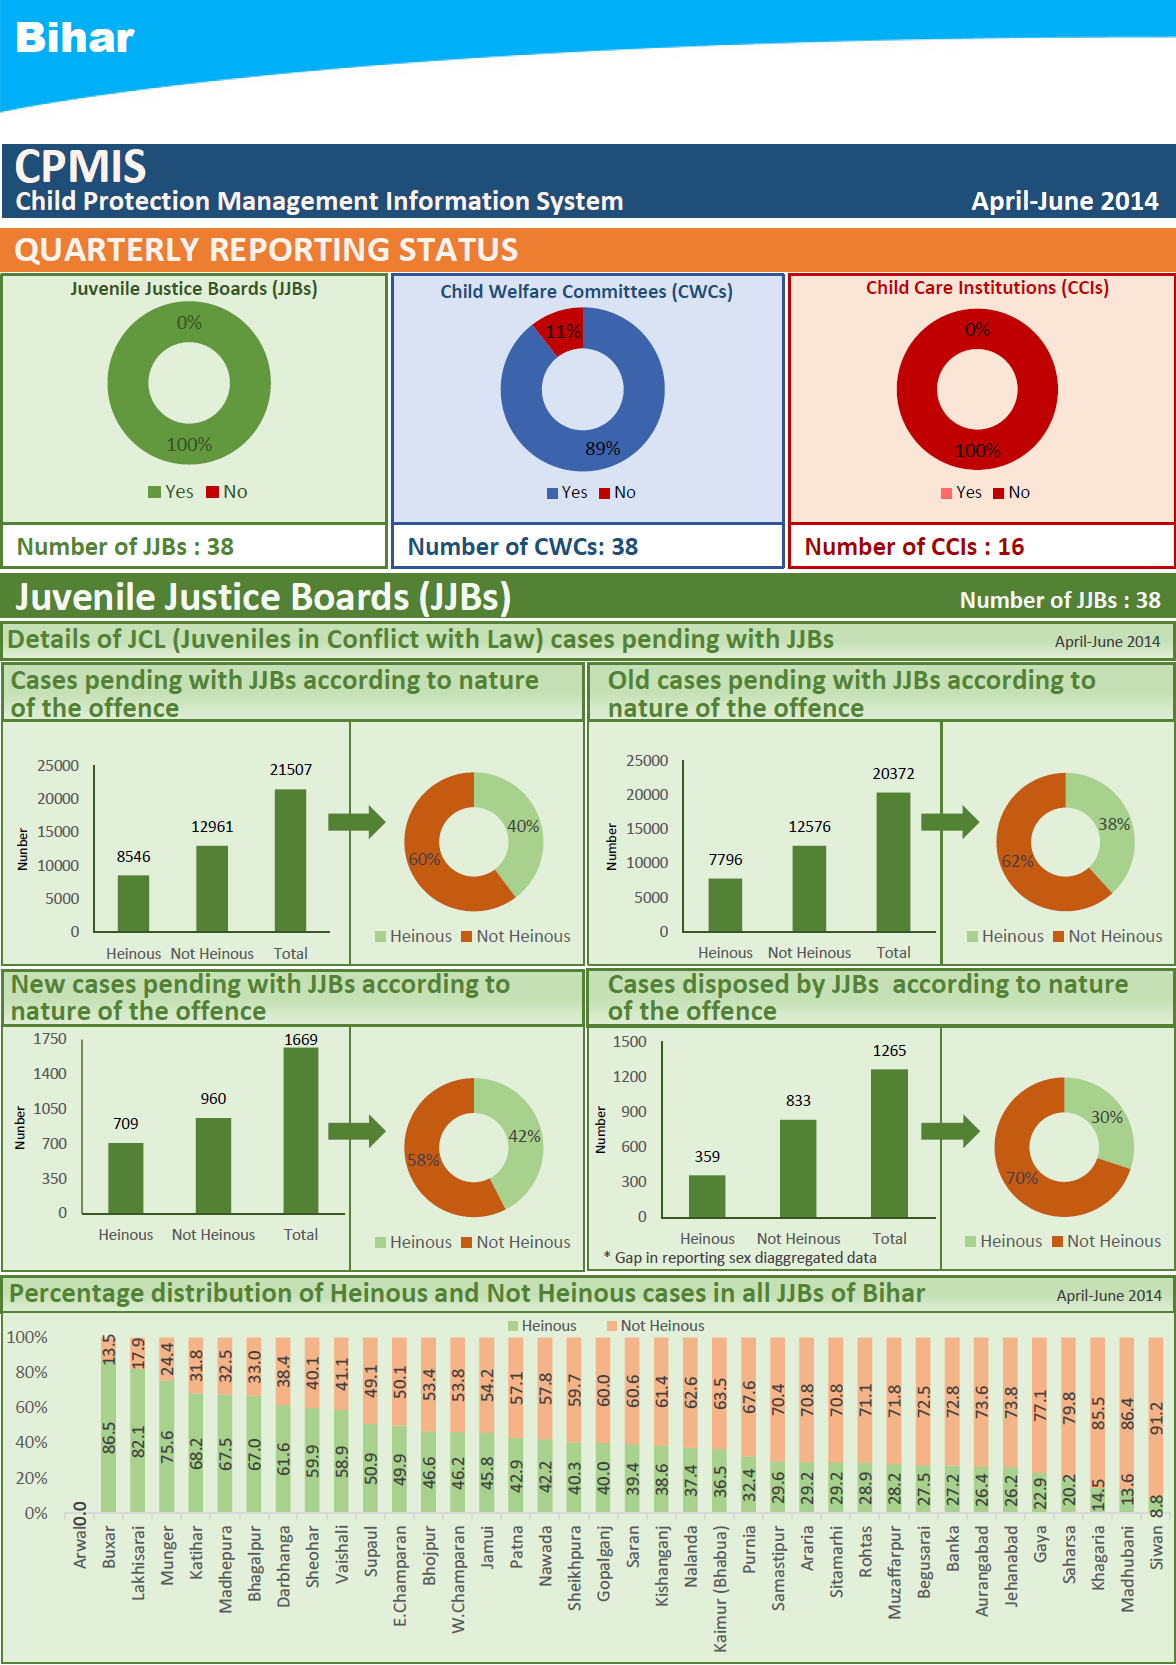 Bihar
CPMIS
Child Protection Management Information System April-June 2014
QUARTERLY REPORTING STATUS
Juvenile Justice Boards (JJBs)
0%
100%
Yes No
Number of JJBs : 38
Child Welfare Committees (CWCs)
11%
89%
Yes No
Number of CWCs: 38
Child Care Institutions (CCIs)
0%
100%
Yes No
Number of CCIs : 16
Juvenile Justice Boards (JJBs) Number of JJBs : 38
Details of JCL (Juveniles in Conflict with Law) cases pending with JJBs April-June 2014
Cases pending with JJBs according to nature
of the offence
Nunber
25000
20000
15000
10000
5000
0
8546
12961
21507
Heinous Not Heinous Total
40%
60%
Heinous Not Heinous
Old cases pending with JJBs according to
nature of the offence
Number
25000
20000
15000
10000
5000
0
7796
12576
20372
Heinous Not Heinous Total
38%
62%
Heinous Not Heinous
New cases pending with JJBs according to
nature of the offence
Nunber
1750
1400
1050
700
350
0
709
960
1669
Heinous Not Heinous Total
42%
58%
Heinous Not Heinous
Cases disposed by JJBs according to nature
of the offence
Number
1500
1200
900
600
300
0
359
833
1265
Heinous Not Heinous Total
* Gap in reporting sex diaggregated data
30%
70%
Heinous Not Heinous
Percentage distribution of Heinous and Not Heinous cases in all JJBs of Bihar April-June 2014
Heinous Not Heinous
100%
80%
60%
40%
20%
0%
13.5 17.9 24.4 31.8 32.5 33.0 38.4 40.1 41.1 49.1 50.1 53.4 53.8 54.2 57.1 57.8 59.7 60.0 60.6 61.4 62.6 63.5 67.6 70.4 70.8 70.8 71.1 71.8 72.5 72.8 73.6 73.8 77.1 79.8 85.5 86.4 91.2
0.0 86.5 82.1 75.6 68.2 67.5 67.0 61.6 59.9 58.9 50.9 49.9 46.6 46.2 45.8 42.9 42.2 40.3 40.0 39.4 38.6 37.4 36.5 32.4 29.6 29.2 29.2 28.9 28.2 27.5 27.2 26.4 26.2 22.9 20.2 14.5 13.6 8.8
Arwal Buxar Lakhisarai Munger Katihar Madhepura Bhagalpur Darbhanga Sheohar Vaishali Supaul E.Champaran Bhojpur W.Champaran Jamui Patna Nawada Sheikhpura Gopalganj Saran Kishanganj Nalanda Kaimur (Bhabua) Purnia Samastipur Araria Sitamarhi Rohtas Muzaffarpur Begusarai Banka Aurangabad Jehanabad Gaya Saharsa Khagaria Madhubani Siwan